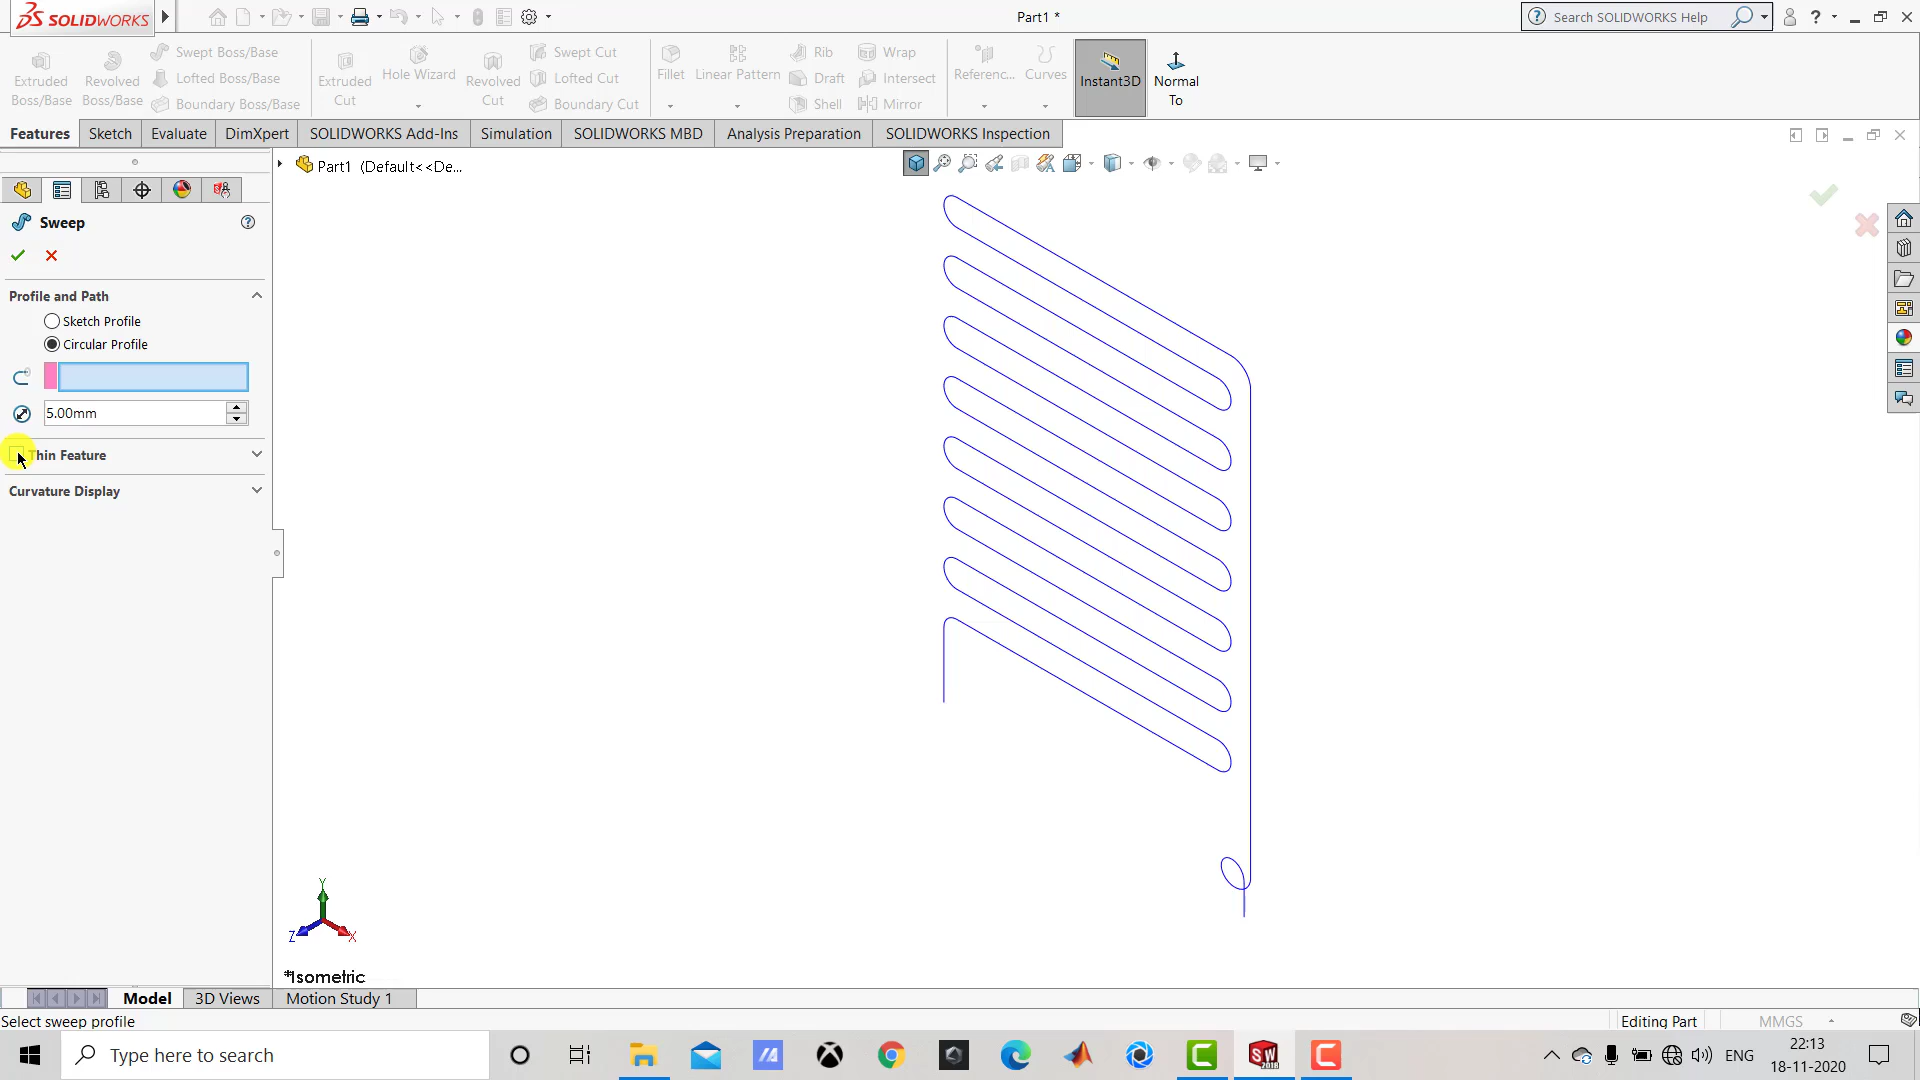 SOLIDWORKS
Part1 *
Search SOLIDWORKS Help
Extruded Boss/Base
Revolved Boss/Base
Swept Boss/Base
Lofted Boss/Base
Boundary Boss/Base
Extruded Cut
Hole Wizard
Revolved Cut
Swept Cut
Lofted Cut
Boundary Cut
Fillet
Linear Pattern
Rib
Draft
Shell
Wrap
Intersect
Mirror
Referenc...
Curves
Instant3D
Normal To
Features
Sketch
Evaluate
DimXpert
SOLIDWORKS Add-Ins
Simulation
SOLIDWORKS MBD
Analysis Preparation
SOLIDWORKS Inspection
Part1 (Default<<De...
Sweep
Profile and Path
Sketch Profile
Circular Profile
5.00mm
Thin Feature
Curvature Display
Y
Z
X
*Isometric
Model
3D Views
Motion Study 1
Select sweep profile
Editing Part
MMGS
Type here to search
SW
2018
ENG
22:13
18-11-2020